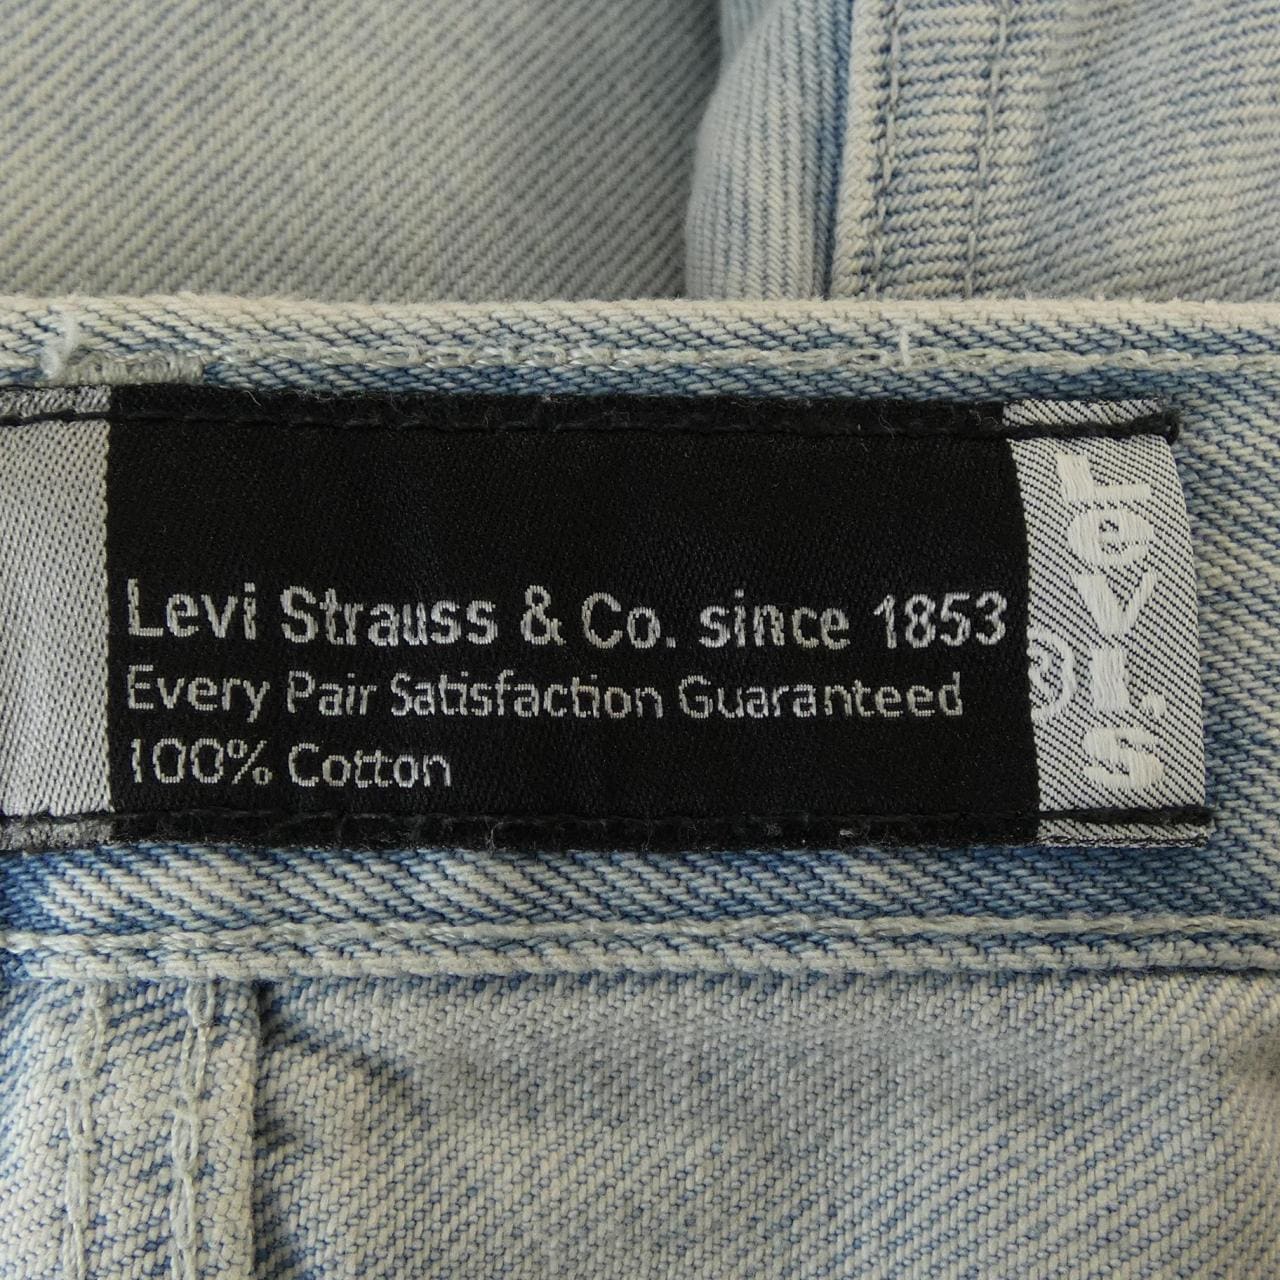 Levi Strauss & Co. since 1853
Every Pair Satisfaction Guaranteed
100% Cotton
LeVI.s
®